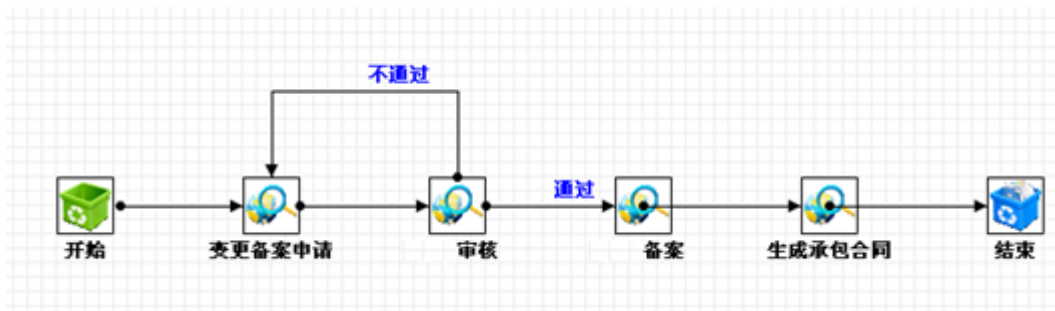 不通过
通过
开始
变更备案申请
审核
备案
生成承包合同
结束